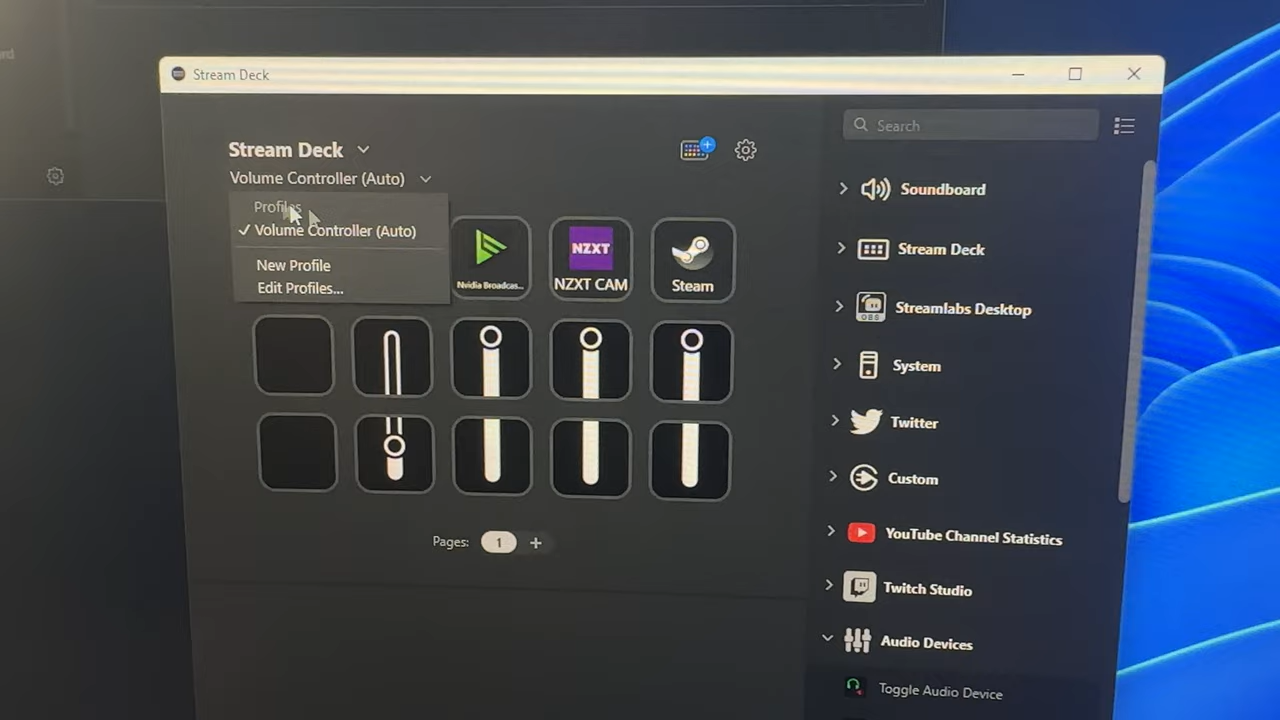 Stream Deck
Stream Deck
Volume Controller (Auto)
Profiles
Volume Controller (Auto)
New Profile
Edit Profiles...
Nvidia Broadcas...
NZXT
NZXT CAM
Steam
Pages:
1
+
Search
Soundboard
Stream Deck
OBS
Streamlabs Desktop
System
Twitter
Custom
YouTube Channel Statistics
Twitch Studio
Audio Devices
Toggle Audio Device